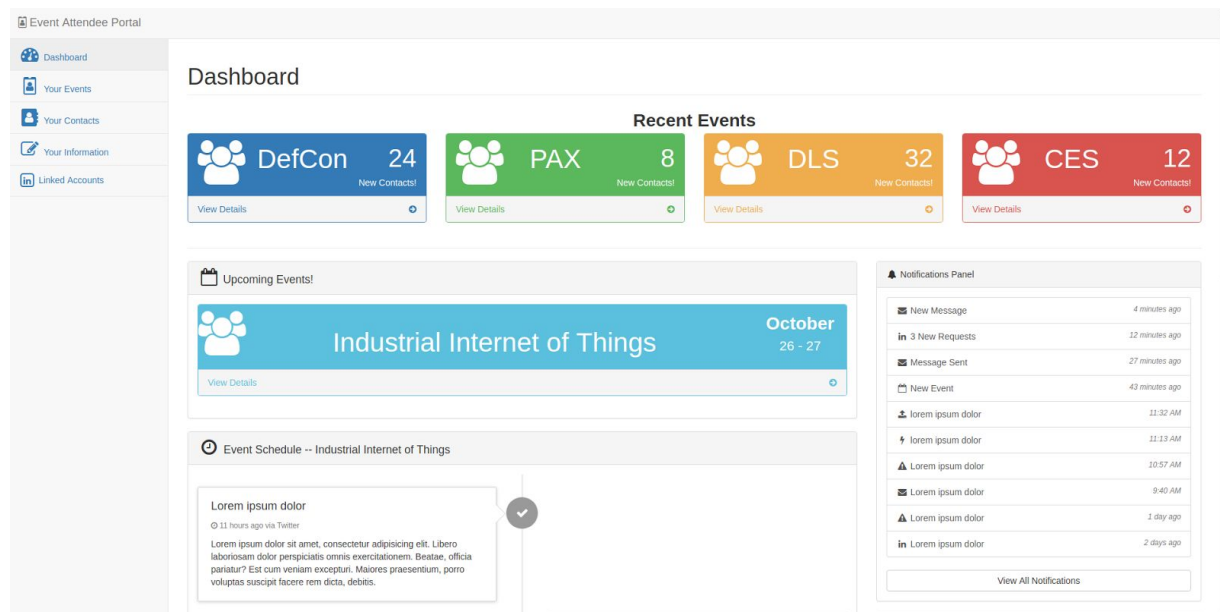 Event Attendee Portal
Dashboard
Your Events
Your Contacts
Your Information
Linked Accounts
Dashboard
Recent Events
DefCon 24
New Contacts!
View Details
PAX 8
New Contacts!
View Details
DLS 32
New Contacts!
View Details
CES 12
New Contacts!
View Details
Upcoming Events!
Industrial Internet of Things
October
26 - 27
View Details
Event Schedule -- Industrial Internet of Things
Lorem ipsum dolor
11 hours ago via Twitter
Lorem ipsum dolor sit amet, consectetur adipisicing elit. Libero
laboriosam dolor perspiciatis omnis exercitationem. Beatae, officia
pariatur? Est cum veniam excepturi. Maiores praesentium, porro
voluptas suscipit facere rem dicta, debitis.
Notifications Panel
New Message 4 minutes ago
in 3 New Requests 12 minutes ago
Message Sent 27 minutes ago
New Event 43 minutes ago
lorem ipsum dolor 11:32 AM
lorem ipsum dolor 11:13 AM
Lorem ipsum dolor 10:57 AM
Lorem ipsum dolor 9:40 AM
Lorem ipsum dolor 1 day ago
in Lorem ipsum dolor 2 days ago
View All Notifications